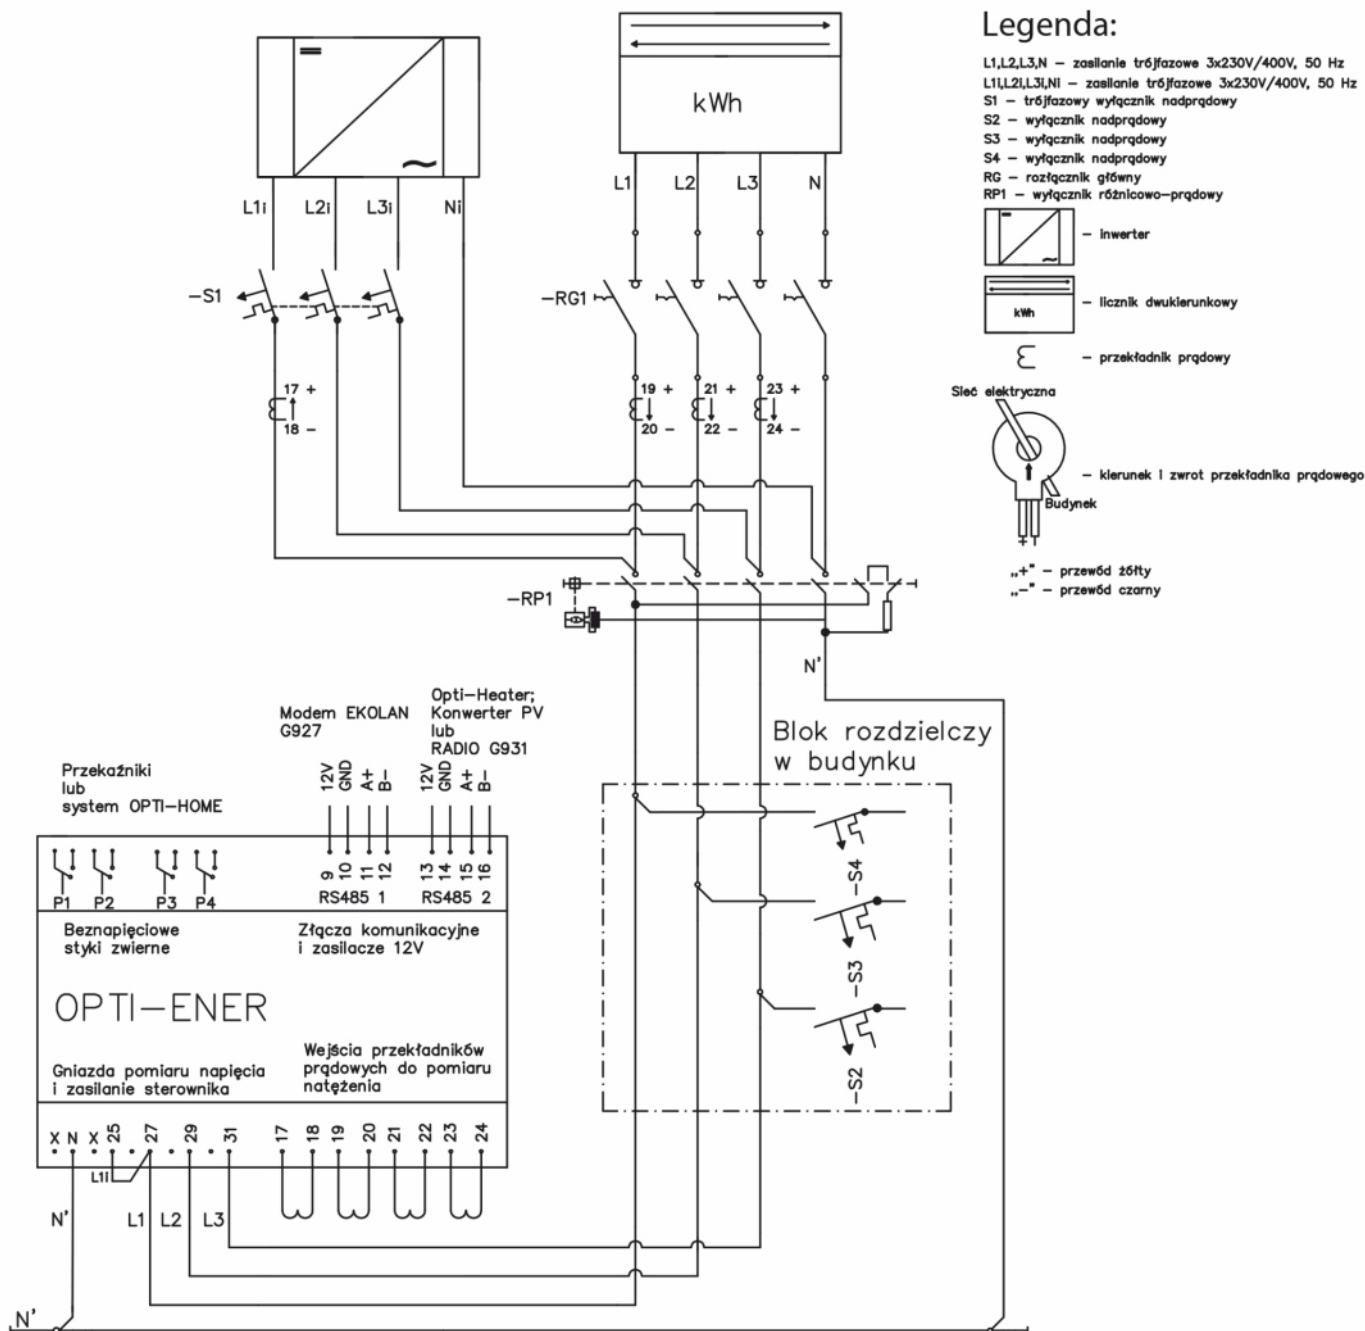 Legenda:
L1,L2,L3,N – zasilanie trójfazowe 3x230V/400V, 50 Hz
L1i,L2i,L3i,Ni – zasilanie trójfazowe 3x230V/400V, 50 Hz
S1 – trójfazowy wyłącznik nadprądowy
S2 – wyłącznik nadprądowy
S3 – wyłącznik nadprądowy
S4 – wyłącznik nadprądowy
RG – rozłącznik główny
RP1 – wyłącznik różnicowo–prądowy
– inwerter
kWh
– licznik dwukierunkowy
– przekładnik prądowy
Sieć elektryczna
– kierunek i zwrot przekładnika prądowego
Budynek
+ –
„+" – przewód żółty
„–" – przewód czarny
kWh
L1 L2 L3 N
L1i L2i L3i Ni
–S1
–RG1
17 +
18 –
19 +
20 –
21 +
22 –
23 +
24 –
–RP1
N'
Blok rozdzielczy
w budynku
–S4
–S3
–S2
Modem EKOLAN
G927
Opti–Heater;
Konwerter PV
lub
RADIO G931
Przekaźniki
lub
system OPTI–HOME
12V GND A+ B–
12V GND A+ B–
9 10 11 12
13 14 15 16
RS485 1
RS485 2
P1 P2 P3 P4
Beznapięciowe
styki zwierne
Złącza komunikacyjne
i zasilacze 12V
OPTI–ENER
Gniazda pomiaru napięcia
i zasilanie sterownika
Wejścia przekładników
prądowych do pomiaru
natężenia
X N X 25 27 29 31 17 18 19 20 21 22 23 24
L1i
N' L1 L2 L3
N'